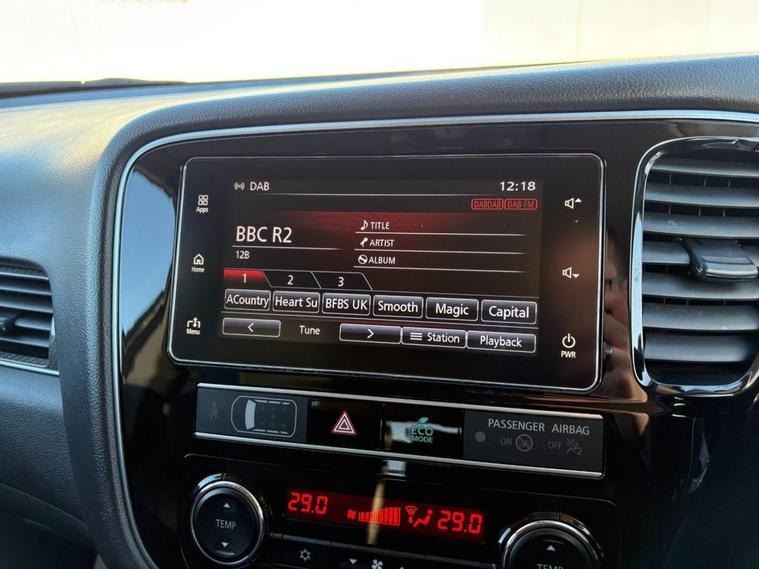 DAB
12:18
DABDAB DAB-FM
Apps
BBC R2
TITLE
ARTIST
12B
ALBUM
Home
1 2 3
ACountry Heart Su BFBS UK Smooth Magic Capital
Menu
< Tune > Station Playback
PWR
ECO
MODE
PASSENGER AIRBAG
ON OFF 2
TEMP
29.0 29.0
TEMP